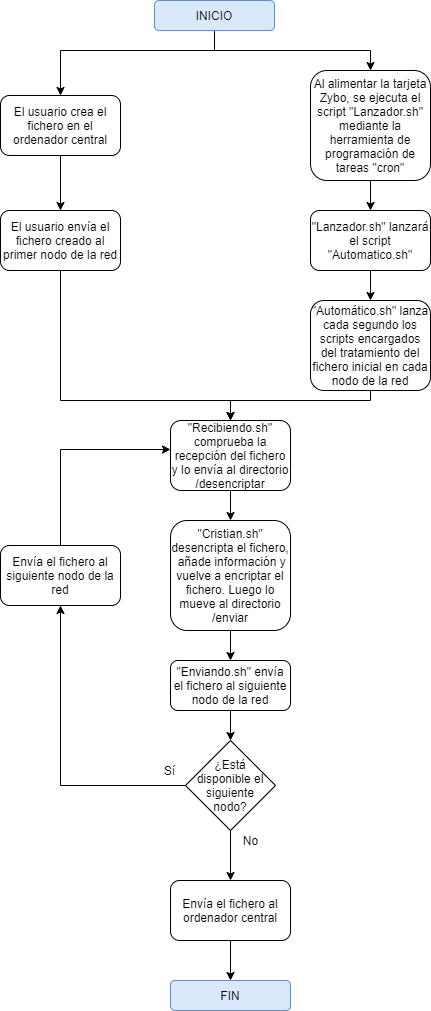 INICIO
El usuario crea el
fichero en el
ordenador central
Al alimentar la tarjeta
Zybo, se ejecuta el
script "Lanzador.sh"
mediante la
herramienta de
programación de
tareas "cron"
El usuario envía el
fichero creado al
primer nodo de la red
"Lanzador.sh" lanzará
el script
"Automatico.sh"
"Automático.sh" lanza
cada segundo los
scripts encargados
del tratamiento del
fichero inicial en cada
nodo de la red
"Recibiendo.sh"
comprueba la
recepción del fichero
y lo envía al directorio
/desencriptar
"Cristian.sh"
desencripta el fichero,
añade información y
vuelve a encriptar el
fichero. Luego lo
mueve al directorio
/enviar
Envía el fichero al
siguiente nodo de la
red
"Enviando.sh" envía
el fichero al siguiente
nodo de la red
¿Está
disponible el
siguiente
nodo?
Sí
No
Envía el fichero al
ordenador central
FIN